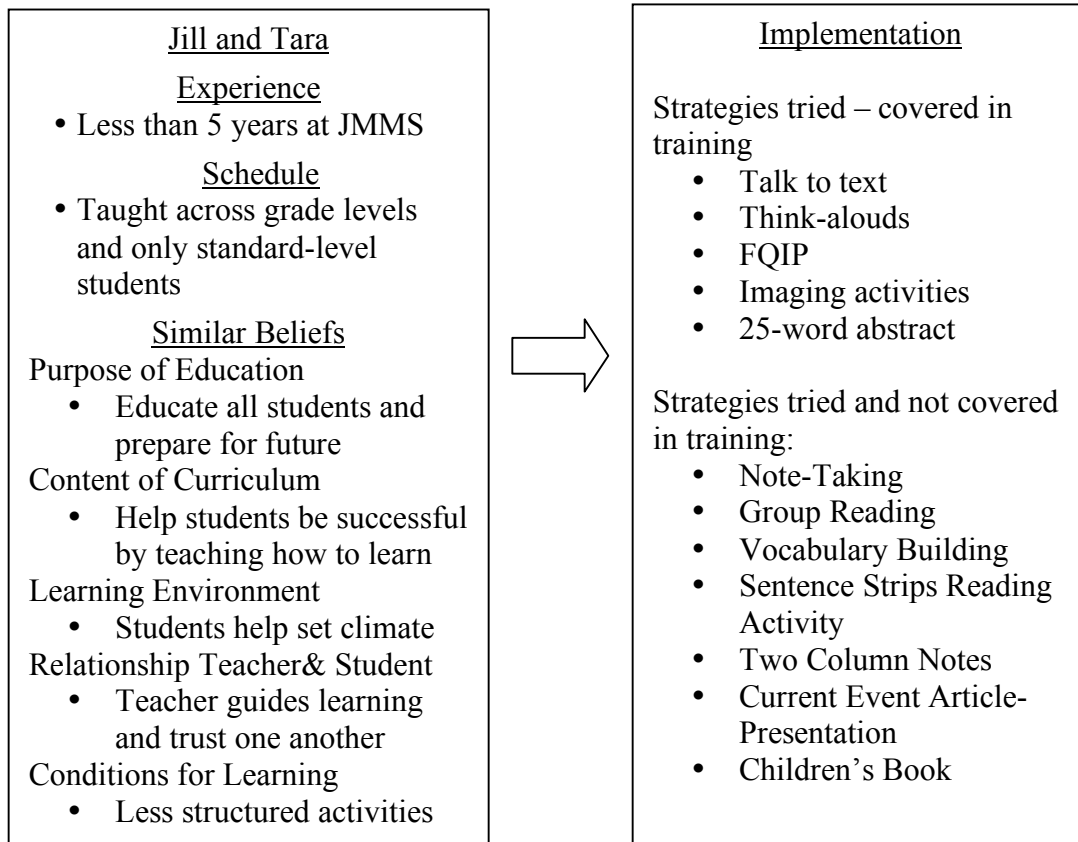 Jill and Tara
Experience
• Less than 5 years at JMMS
Schedule
• Taught across grade levels
and only standard-level
students
Similar Beliefs
Purpose of Education
• Educate all students and
prepare for future
Content of Curriculum
• Help students be successful
by teaching how to learn
Learning Environment
• Students help set climate
Relationship Teacher& Student
• Teacher guides learning
and trust one another
Conditions for Learning
• Less structured activities
Implementation
Strategies tried – covered in
training
• Talk to text
• Think-alouds
• FQIP
• Imaging activities
• 25-word abstract
Strategies tried and not covered
in training:
• Note-Taking
• Group Reading
• Vocabulary Building
• Sentence Strips Reading
Activity
• Two Column Notes
• Current Event Article-
Presentation
• Children’s Book